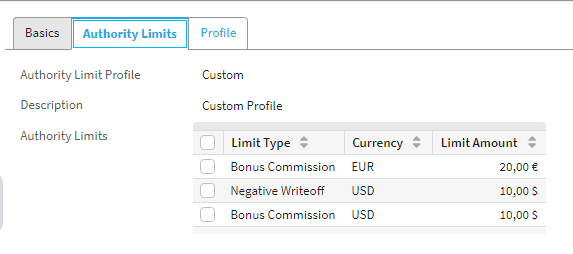 Basics Authority Limits Profile
Authority Limit Profile Custom
Description Custom Profile
Authority Limits
Limit Type Currency Limit Amount
Bonus Commission EUR 20,00 €
Negative Writeoff USD 10,00 $
Bonus Commission USD 10,00 $